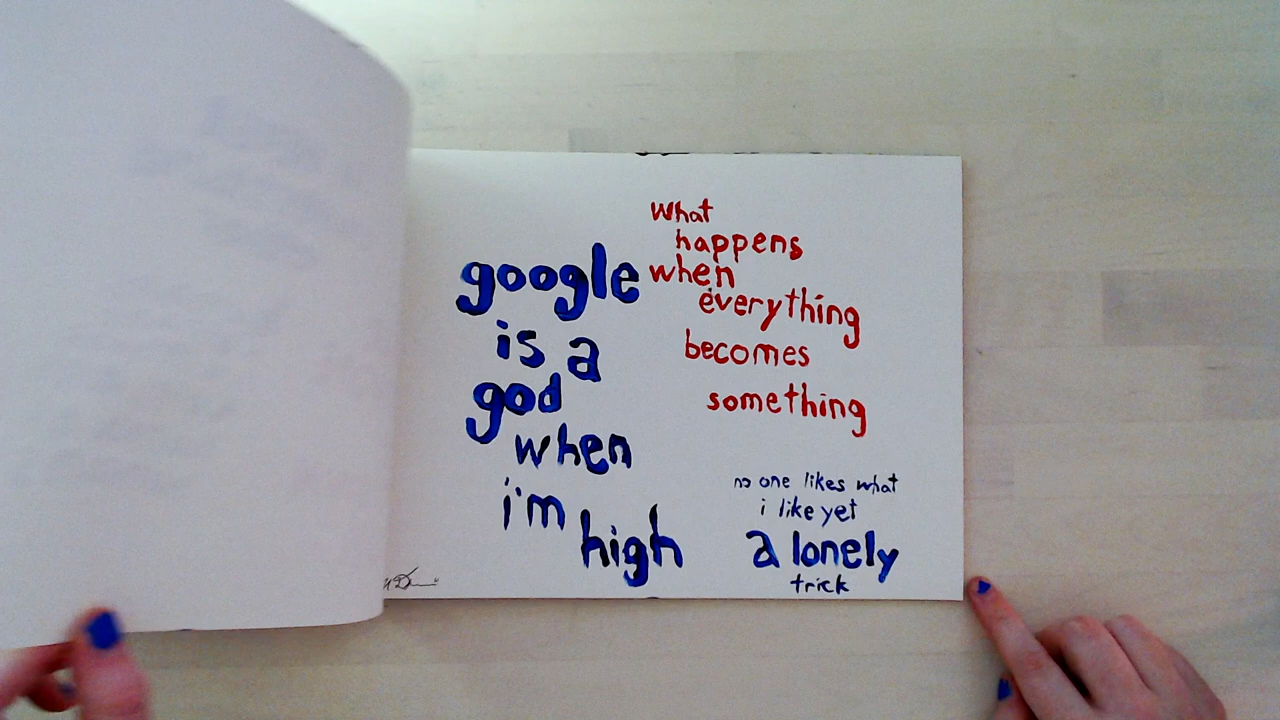 google
is a
god
when
i'm
high
what
happens
when
everything
becomes
something
no one likes what
i like yet
a lonely
trick